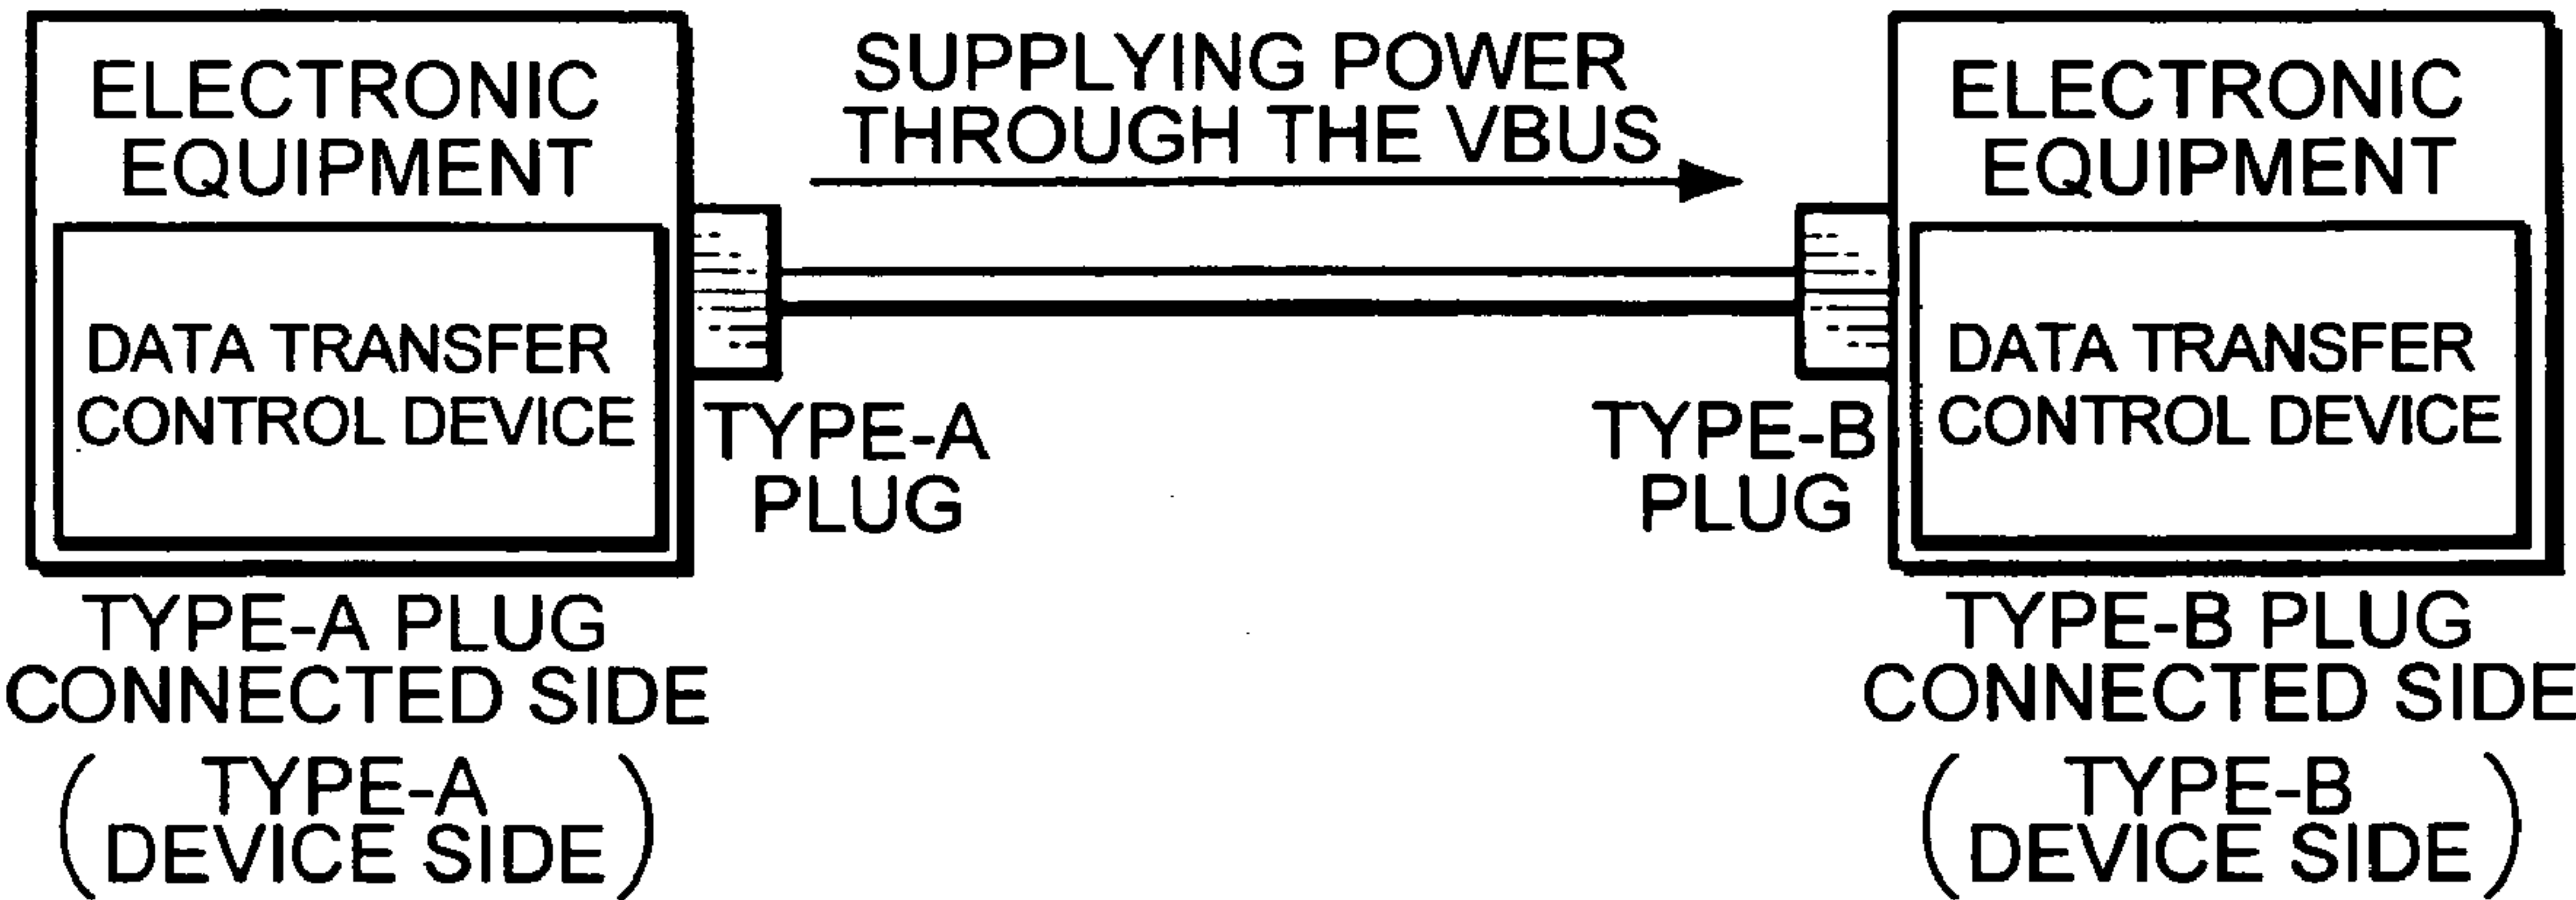 ELECTRONIC
EQUIPMENT
DATA TRANSFER
CONTROL DEVICE
SUPPLYING POWER
THROUGH THE VBUS
TYPE-A
PLUG
TYPE-B
PLUG
ELECTRONIC
EQUIPMENT
DATA TRANSFER
CONTROL DEVICE
TYPE-A PLUG
CONNECTED SIDE
(TYPE-A
DEVICE SIDE)
TYPE-B PLUG
CONNECTED SIDE
(TYPE-B
DEVICE SIDE)